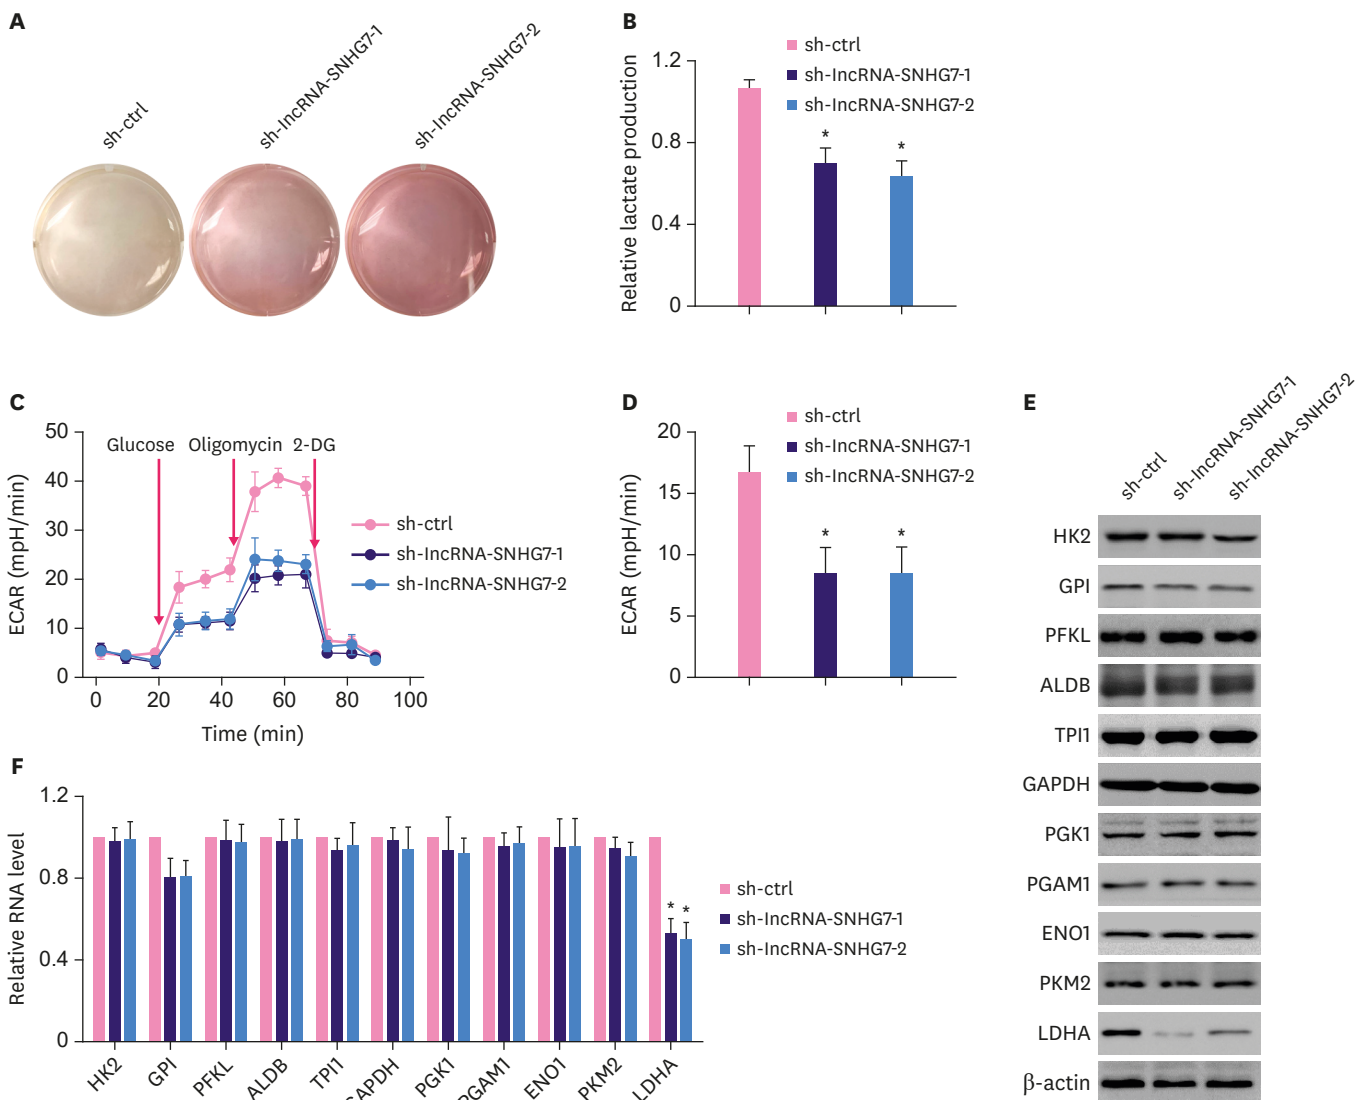 A
sh-ctrl
sh-lncRNA-SNHG7-1
sh-lncRNA-SNHG7-2
B
sh-ctrl
sh-lncRNA-SNHG7-1
sh-lncRNA-SNHG7-2
Relative lactate production
1.2
0.8
0.4
0
*
*
C
50
40
30
20
10
0
ECAR (mpH/min)
Glucose Oligomycin 2-DG
sh-ctrl
sh-lncRNA-SNHG7-1
sh-lncRNA-SNHG7-2
0 20 40 60 80 100
Time (min)
D
20
15
10
5
0
ECAR (mpH/min)
sh-ctrl
sh-lncRNA-SNHG7-1
sh-lncRNA-SNHG7-2
* *
E
sh-ctrl
sh-lncRNA-SNHG7-1
sh-lncRNA-SNHG7-2
HK2
GPI
PFKL
ALDB
TPI1
GAPDH
PGK1
PGAM1
ENO1
PKM2
LDHA
β-actin
F
1.2
0.8
0.4
0
Relative RNA level
* *
sh-ctrl
sh-lncRNA-SNHG7-1
sh-lncRNA-SNHG7-2
HK2 GPI PFKL ALDB TPI1 GAPDH PGK1 PGAM1 ENO1 PKM2 LDHA